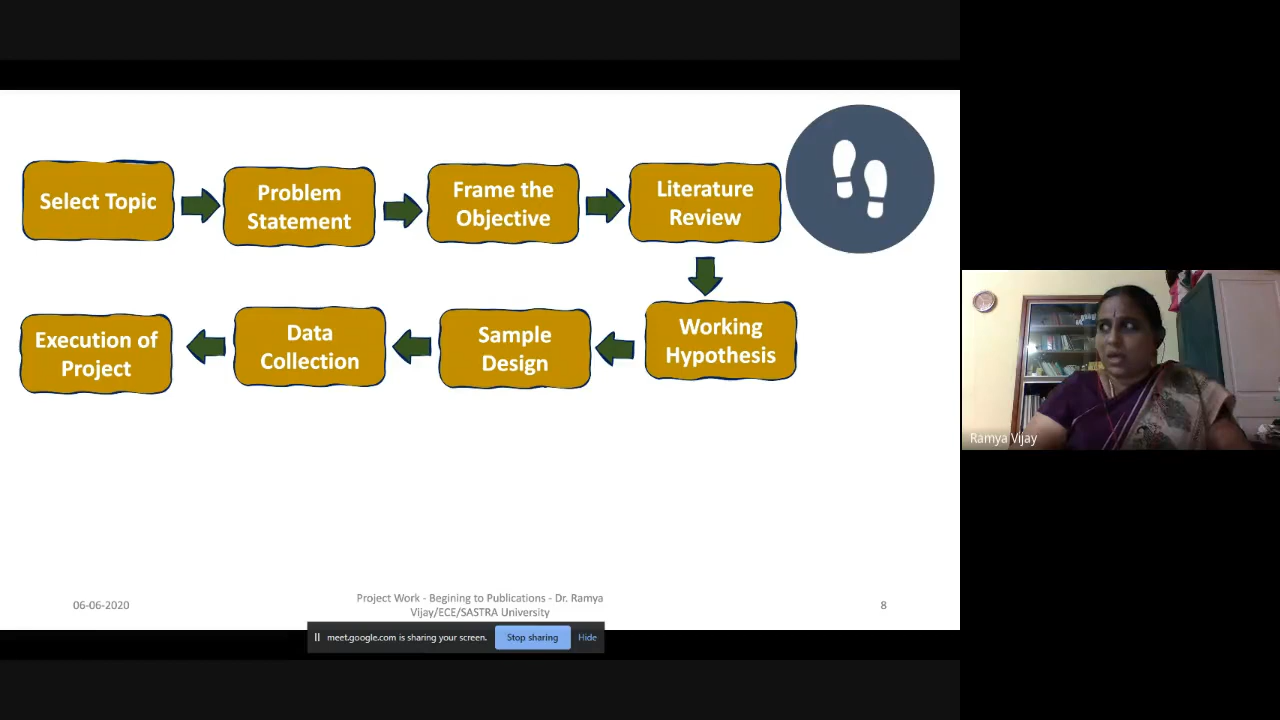 Select Topic
Problem
Statement
Frame the
Objective
Literature
Review
Working
Hypothesis
Sample
Design
Data
Collection
Execution of
Project
Ramya Vijay
06-06-2020
Project Work - Begining to Publications - Dr. Ramya
Vijay/ECE/SASTRA University
8
meet.google.com is sharing your screen.
Stop sharing
Hide